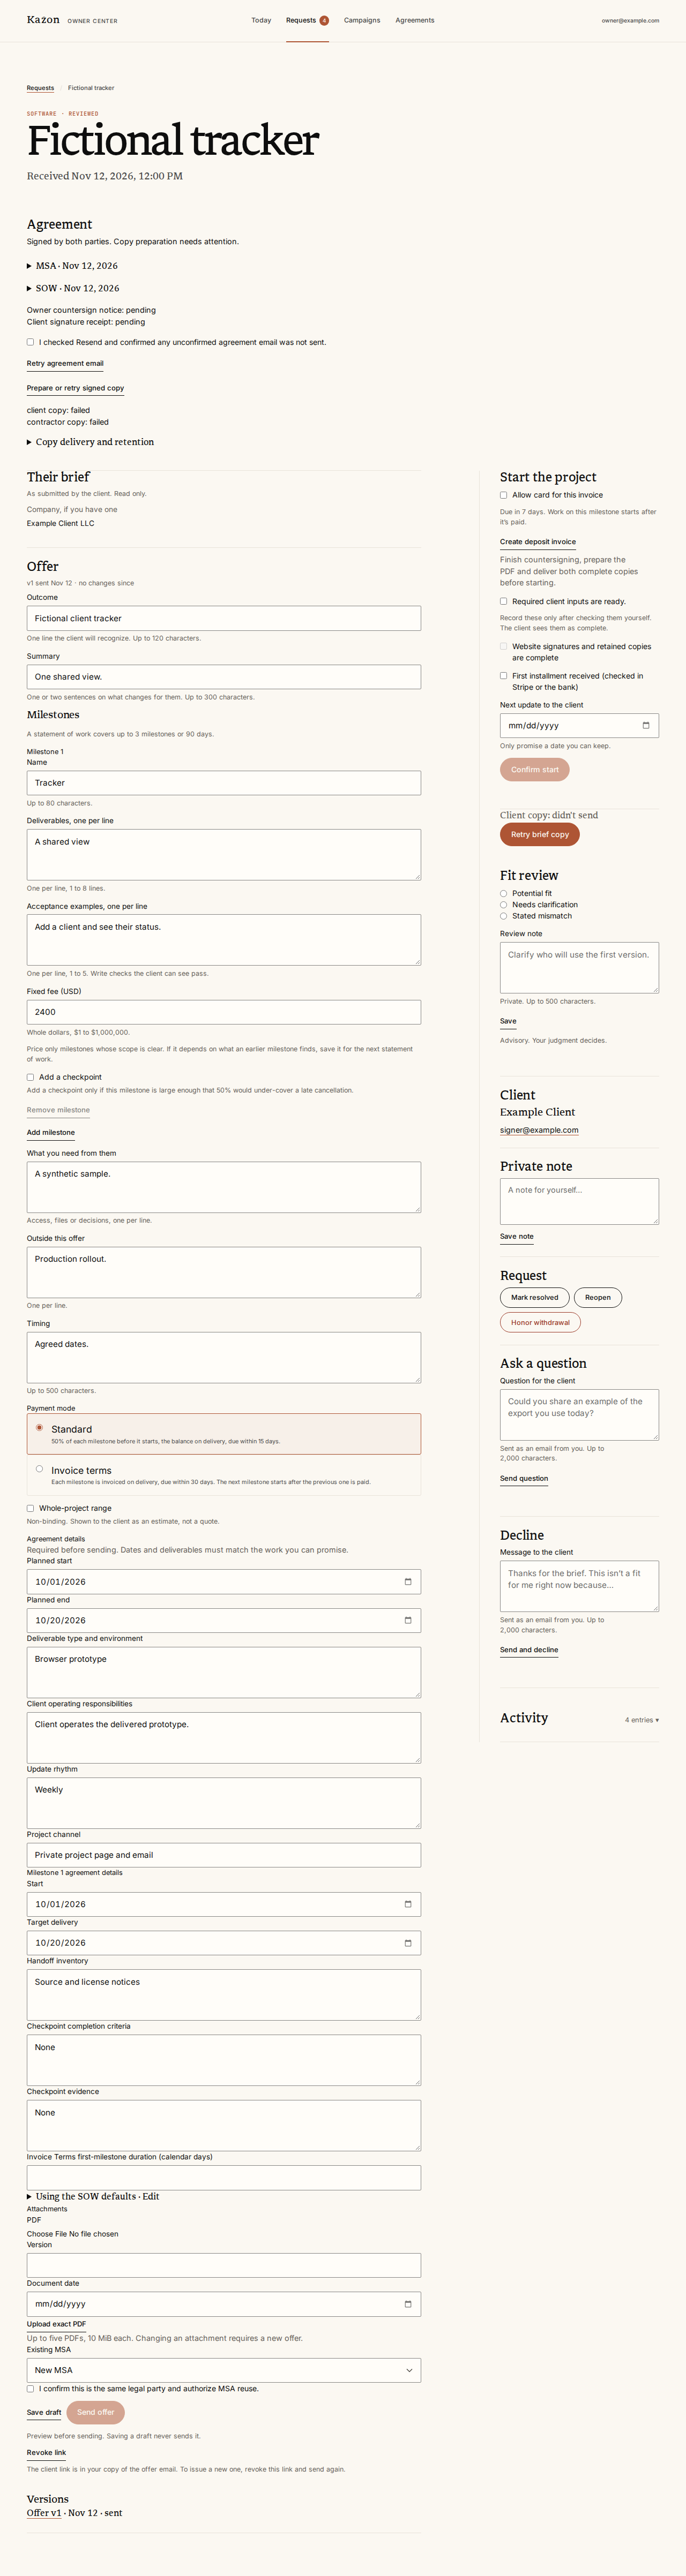 Kazon OWNER CENTER
Today
Requests 4
Campaigns
Agreements
owner@example.com
Requests / Fictional tracker
SOFTWARE · REVIEWED
Fictional tracker
Received Nov 12, 2026, 12:00 PM
Agreement
Signed by both parties. Copy preparation needs attention.
MSA · Nov 12, 2026
SOW · Nov 12, 2026
Owner countersign notice: pending
Client signature receipt: pending
I checked Resend and confirmed any unconfirmed agreement email was not sent.
Retry agreement email
Prepare or retry signed copy
client copy: failed
contractor copy: failed
Copy delivery and retention
Their brief
As submitted by the client. Read only.
Company, if you have one
Example Client LLC
Offer
v1 sent Nov 12 · no changes since
Outcome
Fictional client tracker
One line the client will recognize. Up to 120 characters.
Summary
One shared view.
One or two sentences on what changes for them. Up to 300 characters.
Milestones
A statement of work covers up to 3 milestones or 90 days.
Milestone 1
Name
Tracker
Up to 80 characters.
Deliverables, one per line
A shared view
One per line, 1 to 8 lines.
Acceptance examples, one per line
Add a client and see their status.
One per line, 1 to 5. Write checks the client can see pass.
Fixed fee (USD)
2400
Whole dollars, $1 to $1,000,000.
Price only milestones whose scope is clear. If it depends on what an earlier milestone finds, save it for the next statement
of work.
Add a checkpoint
Add a checkpoint only if this milestone is large enough that 50% would under-cover a late cancellation.
Remove milestone
Add milestone
What you need from them
A synthetic sample.
Access, files or decisions, one per line.
Outside this offer
Production rollout.
One per line.
Timing
Agreed dates.
Up to 500 characters.
Payment mode
Standard
50% of each milestone before it starts, the balance on delivery, due within 15 days.
Invoice terms
Each milestone is invoiced on delivery, due within 30 days. The next milestone starts after the previous one is paid.
Whole-project range
Non-binding. Shown to the client as an estimate, not a quote.
Agreement details
Required before sending. Dates and deliverables must match the work you can promise.
Planned start
10/01/2026
Planned end
10/20/2026
Deliverable type and environment
Browser prototype
Client operating responsibilities
Client operates the delivered prototype.
Update rhythm
Weekly
Project channel
Private project page and email
Milestone 1 agreement details
Start
10/01/2026
Target delivery
10/20/2026
Handoff inventory
Source and license notices
Checkpoint completion criteria
None
Checkpoint evidence
None
Invoice Terms first-milestone duration (calendar days)
Using the SOW defaults · Edit
Attachments
PDF
Choose File No file chosen
Version
Document date
mm/dd/yyyy
Upload exact PDF
Up to five PDFs, 10 MiB each. Changing an attachment requires a new offer.
Existing MSA
New MSA
I confirm this is the same legal party and authorize MSA reuse.
Save draft
Send offer
Preview before sending. Saving a draft never sends it.
Revoke link
The client link is in your copy of the offer email. To issue a new one, revoke this link and send again.
Versions
Offer v1 · Nov 12 · sent
Start the project
Allow card for this invoice
Due in 7 days. Work on this milestone starts after
it's paid.
Create deposit invoice
Finish countersigning, prepare the
PDF and deliver both complete copies
before starting.
Required client inputs are ready.
Record these only after checking them yourself.
The client sees them as complete.
Website signatures and retained copies
are complete
First installment received (checked in
Stripe or the bank)
Next update to the client
mm/dd/yyyy
Only promise a date you can keep.
Confirm start
Client copy: didn't send
Retry brief copy
Fit review
Potential fit
Needs clarification
Stated mismatch
Review note
Clarify who will use the first version.
Private. Up to 500 characters.
Save
Advisory. Your judgment decides.
Client
Example Client
signer@example.com
Private note
A note for yourself...
Save note
Request
Mark resolved
Reopen
Honor withdrawal
Ask a question
Question for the client
Could you share an example of the
export you use today?
Sent as an email from you. Up to
2,000 characters.
Send question
Decline
Message to the client
Thanks for the brief. This isn't a fit
for me right now because...
Sent as an email from you. Up to
2,000 characters.
Send and decline
Activity
4 entries ▾